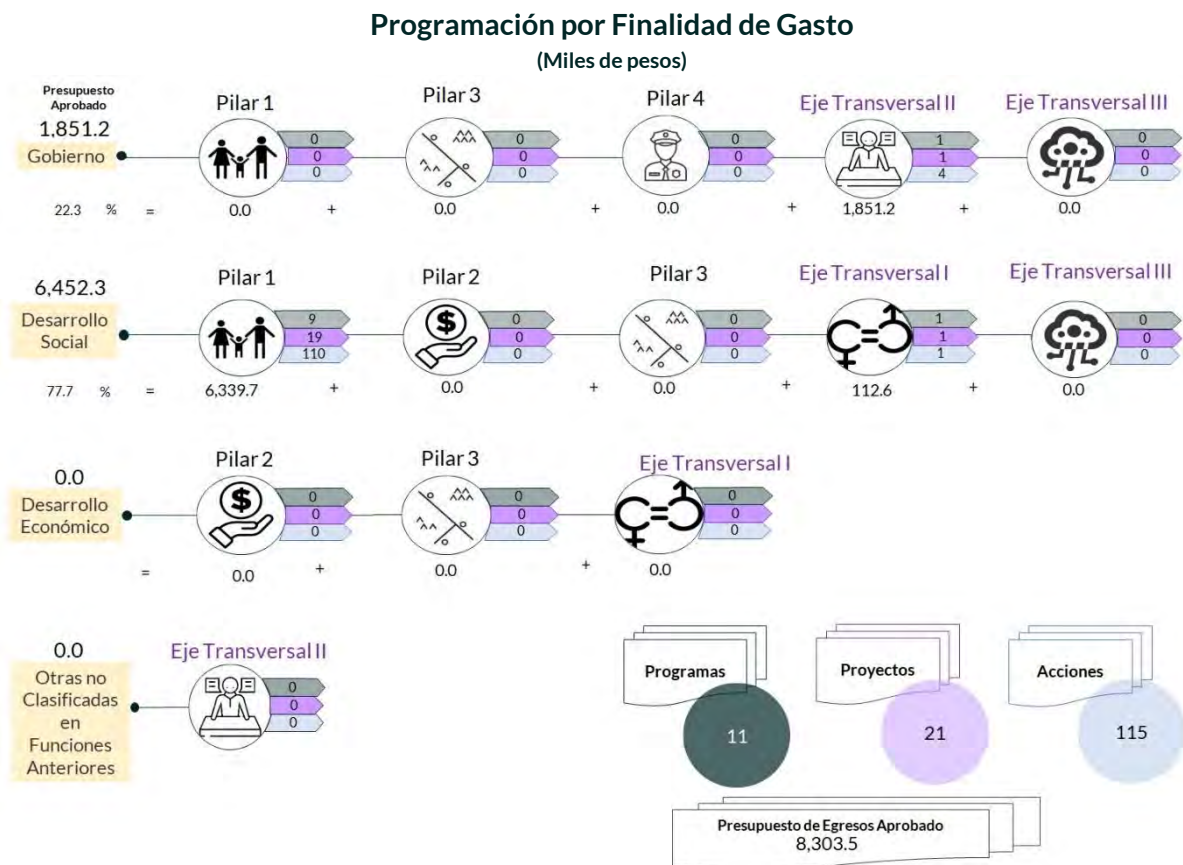 Programación por Finalidad de Gasto
(Miles de pesos)
Presupuesto
Aprobado
1,851.2
Gobierno
Pilar 1
0
0
0
Pilar 3
0
0
0
Pilar 4
0
0
0
Eje Transversal II
1
1
4
Eje Transversal III
0
0
0
22.3 % = 0.0 + 0.0 + 0.0 + 1,851.2 + 0.0
6,452.3
Desarrollo
Social
Pilar 1
9
19
110
Pilar 2
$
0
0
0
Pilar 3
0
0
0
Eje Transversal I
1
1
1
Eje Transversal III
0
0
0
77.7 % = 6,339.7 + 0.0 + 0.0 + 112.6 + 0.0
0.0
Desarrollo
Económico
Pilar 2
$
0
0
0
Pilar 3
0
0
0
Eje Transversal I
0
0
0
= 0.0 + 0.0 + 0.0
0.0
Otras no
Clasificadas
en
Funciones
Anteriores
Eje Transversal II
0
0
0
Programas
11
Proyectos
21
Acciones
115
Presupuesto de Egresos Aprobado
8,303.5